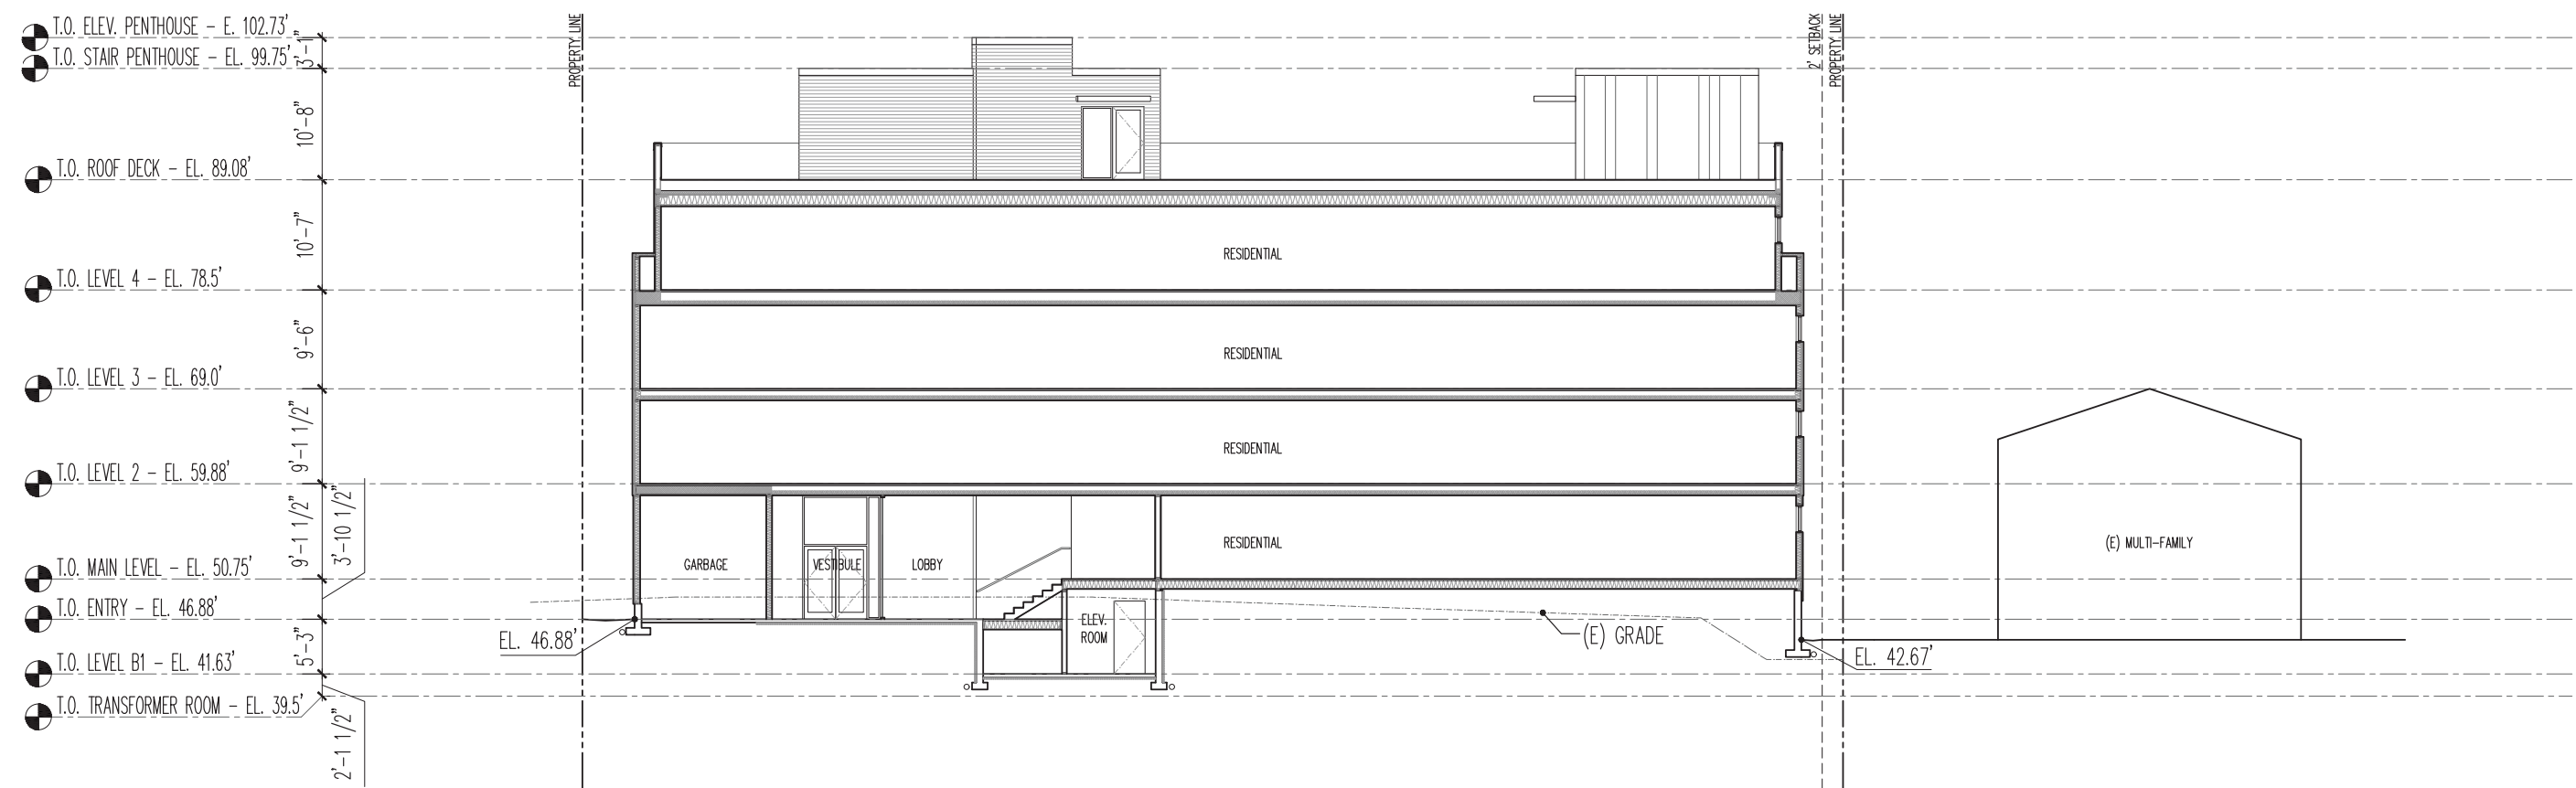 T.O. ELEV. PENTHOUSE - E. 102.73'
3'-1"
T.O. STAIR PENTHOUSE - EL. 99.75'
10'-8"
T.O. ROOF DECK - EL. 89.08'
10'-7"
T.O. LEVEL 4 - EL. 78.5'
9'-6"
T.O. LEVEL 3 - EL. 69.0'
9'-1 1/2"
T.O. LEVEL 2 - EL. 59.88'
9'-1 1/2"
3'-10 1/2"
T.O. MAIN LEVEL - EL. 50.75'
T.O. ENTRY - EL. 46.88'
5'-3"
T.O. LEVEL B1 - EL. 41.63'
T.O. TRANSFORMER ROOM - EL. 39.5'
2'-1 1/2"
PROPERTY LINE
2' SETBACK
PROPERTY LINE
RESIDENTIAL
RESIDENTIAL
RESIDENTIAL
GARBAGE
VESTIBULE
LOBBY
RESIDENTIAL
ELEV.
ROOM
EL. 46.88'
(E) GRADE
EL. 42.67'
(E) MULTI-FAMILY